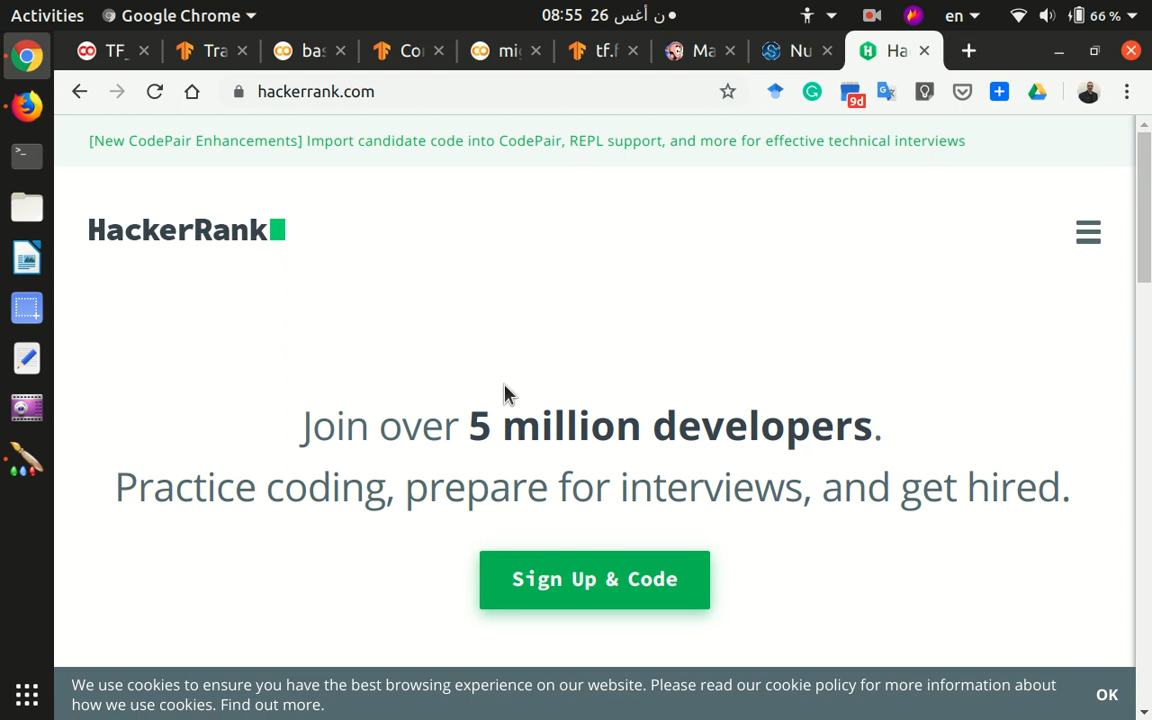 Activities Google Chrome 08:55 26 أغس ن en 66 %
TF_ Tra bas Co mi tf.f Ma Nu Ha
hackerrank.com 9d
[New CodePair Enhancements] Import candidate code into CodePair, REPL support, and more for effective technical interviews
HackerRank
Join over 5 million developers.
Practice coding, prepare for interviews, and get hired.
Sign Up & Code
We use cookies to ensure you have the best browsing experience on our website. Please read our cookie policy for more information about
how we use cookies. Find out more.
OK